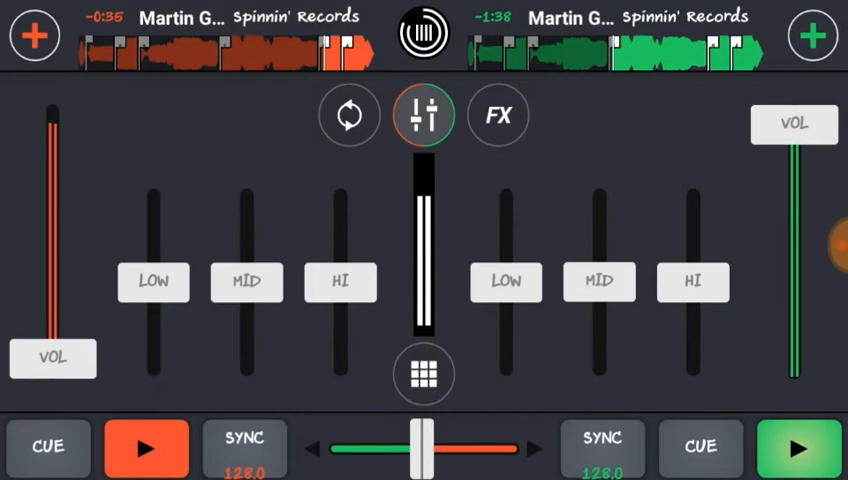 -0:35 Martin G... Spinnin' Records
-1:38 Martin G... Spinnin' Records
FX
VOL
LOW MID HI
LOW MID HI
VOL
CUE
SYNC
128.0
SYNC
128.0
CUE